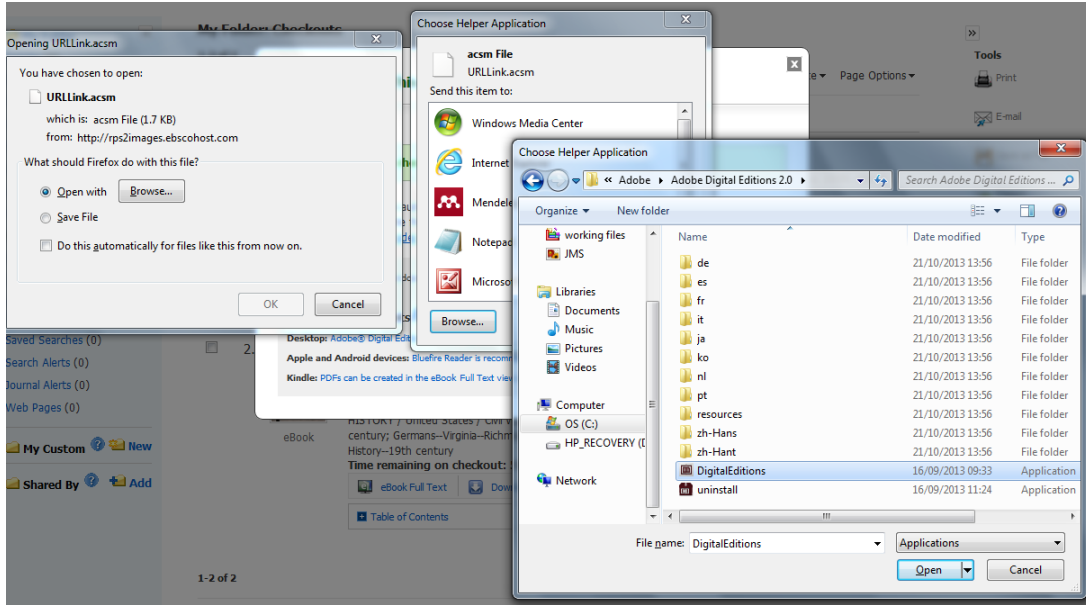 My Folder: Checkouts
Opening URLLink.acsm
You have chosen to open:
URLLink.acsm
which is: acsm File (1.7 KB)
from: http://rps2images.ebscohost.com
What should Firefox do with this file?
Open with
Browse...
Save File
Do this automatically for files like this from now on.
OK
Cancel
Choose Helper Application
acsm File
URLLink.acsm
Send this item to:
Windows Media Center
Internet
Mendele
Notepad
Microso
Browse...
Page Options
Tools
Print
E-mail
Choose Helper Application
« Adobe
Adobe Digital Editions 2.0
Search Adobe Digital Editions ...
Organize
New folder
working files
JMS
Libraries
Documents
Music
Pictures
Videos
Computer
OS (C:)
HP_RECOVERY (D
Network
Name
Date modified
Type
de
21/10/2013 13:56
File folder
es
21/10/2013 13:56
File folder
fr
21/10/2013 13:56
File folder
it
21/10/2013 13:56
File folder
ja
21/10/2013 13:56
File folder
ko
21/10/2013 13:56
File folder
nl
21/10/2013 13:56
File folder
pt
21/10/2013 13:56
File folder
resources
21/10/2013 13:56
File folder
zh-Hans
21/10/2013 13:56
File folder
zh-Hant
21/10/2013 13:56
File folder
DigitalEditions
16/09/2013 09:33
Application
uninstall
16/09/2013 11:24
Application
File name:
DigitalEditions
Applications
Open
Cancel
Saved Searches (0)
Search Alerts (0)
Journal Alerts (0)
Web Pages (0)
My Custom
New
Shared By
Add
2.
Desktop: Adobe® Digital Edit
Apple and Android devices: Bluefire Reader is recomm
Kindle: PDFs can be created in the eBook Full Text view
eBook
HISTORY / United States / Civil
century; Germans--Virginia--Richm
History--19th century
Time remaining on checkout:
eBook Full Text
Dow
Table of Contents
1-2 of 2